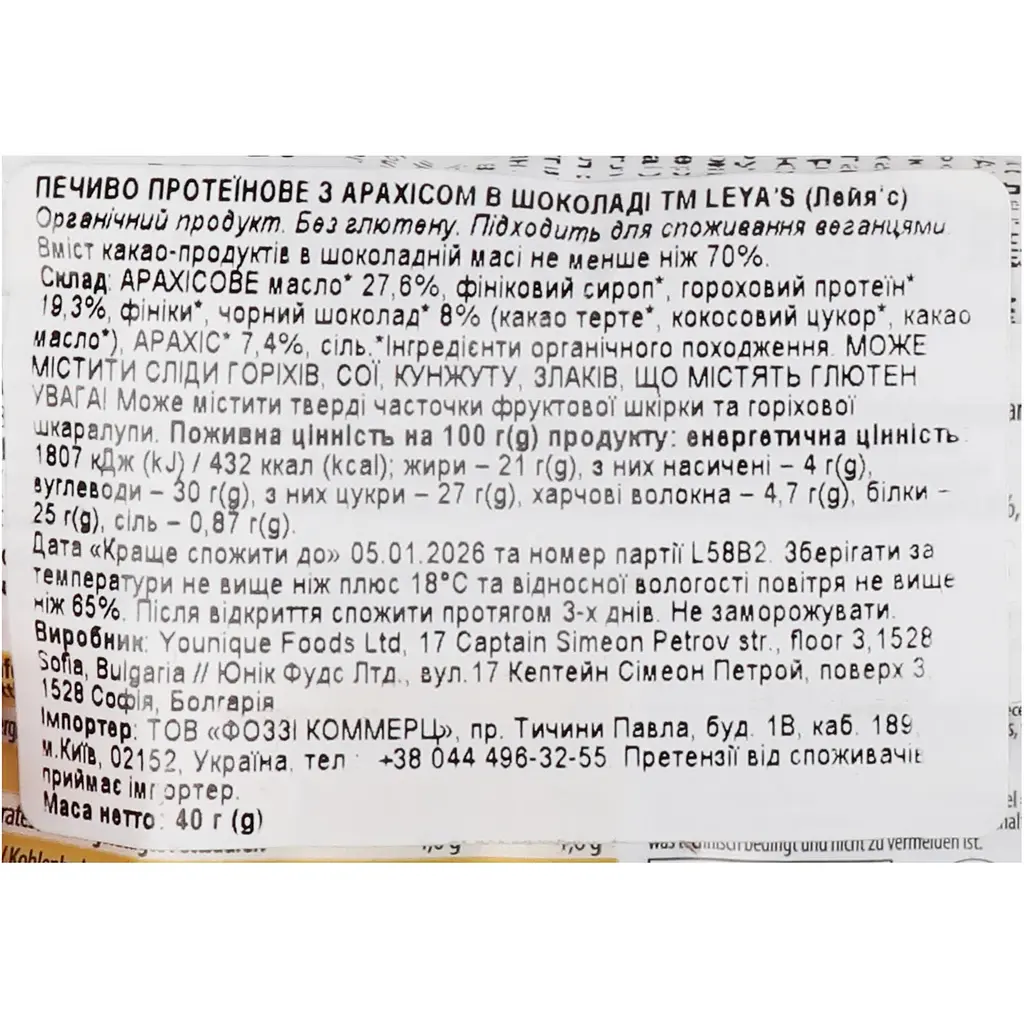 ПЕЧИВО ПРОТЕЇНОВЕ З АРАХІСОМ В ШОКОЛАДІ ТМ LEYA'S (Лейя'с)
Органічний продукт. Без глютену. Підходить для споживання веганцями.
Вміст какао-продуктів в шоколадній масі не менше ніж 70%.
Склад: АРАХІСОВЕ масло* 27,6%, фініковий сироп*, гороховий протеїн*
19,3%, фініки*, чорний шоколад* 8% (какао терте*, кокосовий цукор*, какао
масло*), АРАХІС* 7,4%, сіль.*Інгредієнти органічного походження. МОЖЕ
МІСТИТИ СЛІДИ ГОРІХІВ, СОЇ, КУНЖУТУ, ЗЛАКІВ, ЩО МІСТЯТЬ ГЛЮТЕН
УВАГА! Може містити тверді часточки фруктової шкірки та горіхової
шкаралупи. Поживна цінність на 100 г(g) продукту: енергетична цінність
1807 кДж (kJ) / 432 ккал (kcal); жири – 21 г(g), з них насичені – 4 г(g),
вуглеводи – 30 г(g), з них цукри – 27 г(g), харчові волокна – 4,7 г(g), білки -
25 г(g), сіль – 0,87 г(g).
Дата «Краще спожити до» 05.01.2026 та номер партії L58B2. Зберігати за
температури не вище ніж плюс 18°C та відносної вологості повітря не вище
ніж 65%. Після відкриття спожити протягом 3-х днів. Не заморожувати.
Виробник: Younique Foods Ltd, 17 Captain Simeon Petrov str., floor 3,1528
Sofia, Bulgaria // Юнік Фудс Лтд., вул.17 Кептейн Сімеон Петрой, поверх 3,
1528 Софія, Болгарія
Імпортер: ТОВ «ФОЗЗІ КОММЕРЦ», пр. Тичини Павла, буд. 1В, каб. 189,
м.Київ, 02152, Україна, тел : +38 044 496-32-55. Претензії від споживачів
приймає імпортер.
Маса нетто: 40 г (g)
nicht zu vermeiden ist.